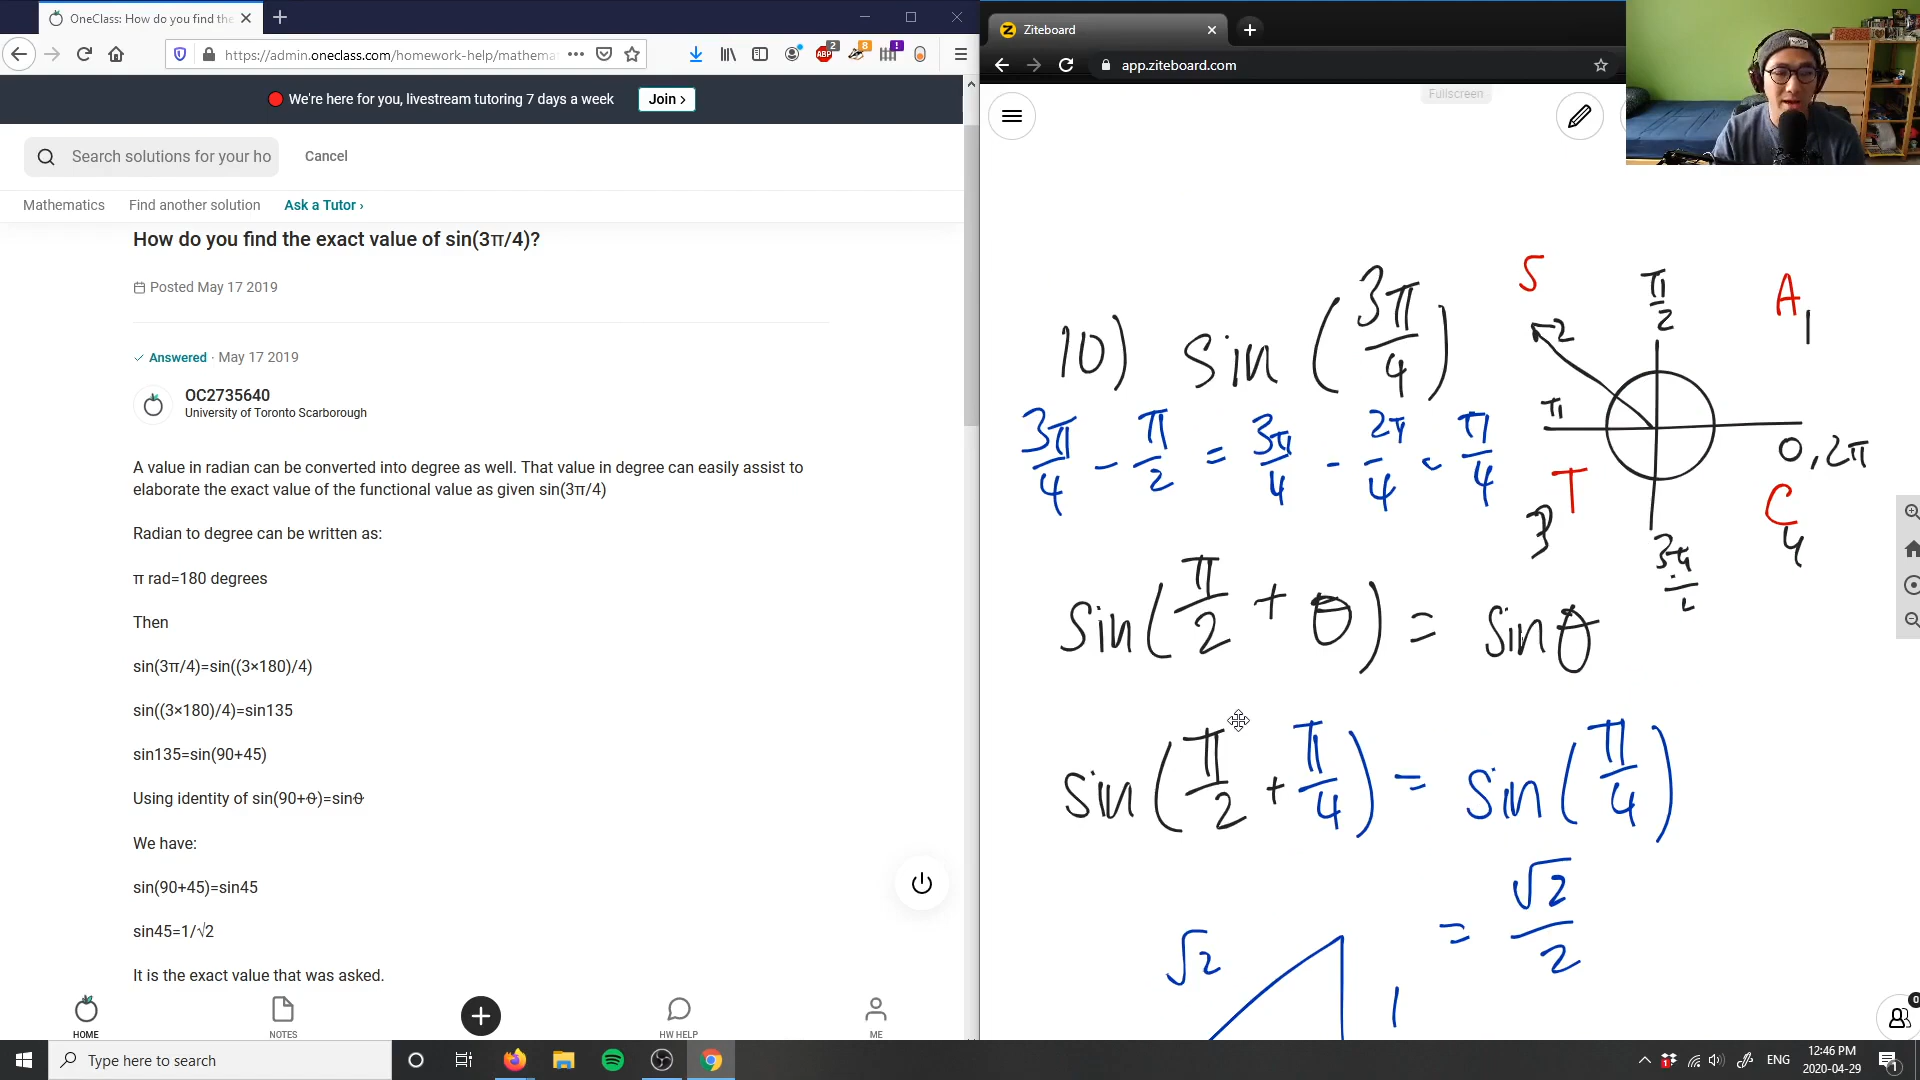 OneClass: How do you find the
https://admin.oneclass.com/homework-help/mathema
ABP
2
8
!
We're here for you, livestream tutoring 7 days a week
Join ›
Search solutions for your ho
Cancel
Mathematics
Find another solution
Ask a Tutor ›
How do you find the exact value of sin(3π/4)?
Posted May 17 2019
Answered · May 17 2019
OC2735640
University of Toronto Scarborough
A value in radian can be converted into degree as well. That value in degree can easily assist to
elaborate the exact value of the functional value as given sin(3π/4)
Radian to degree can be written as:
π rad=180 degrees
Then
sin(3π/4)=sin((3×180)/4)
sin((3×180)/4)=sin135
sin135=sin(90+45)
Using identity of sin(90+θ)=sinθ
We have:
sin(90+45)=sin45
sin45=1/√2
It is the exact value that was asked.
HOME
NOTES
HW HELP
ME
Ziteboard
app.ziteboard.com
Fullscreen
10) sin (3π/4)
3π/4 - π/2 = 3π/4 - 2π/4 = π/4
S
π/2
A
1
2
π
0, 2π
T
3
C
4
sin(π/2 + θ) = sinθ
sin(π/2 + π/4) = sin(π/4)
= √2/2
√2
1
0
Type here to search
ENG
12:46 PM
2020-04-29
1